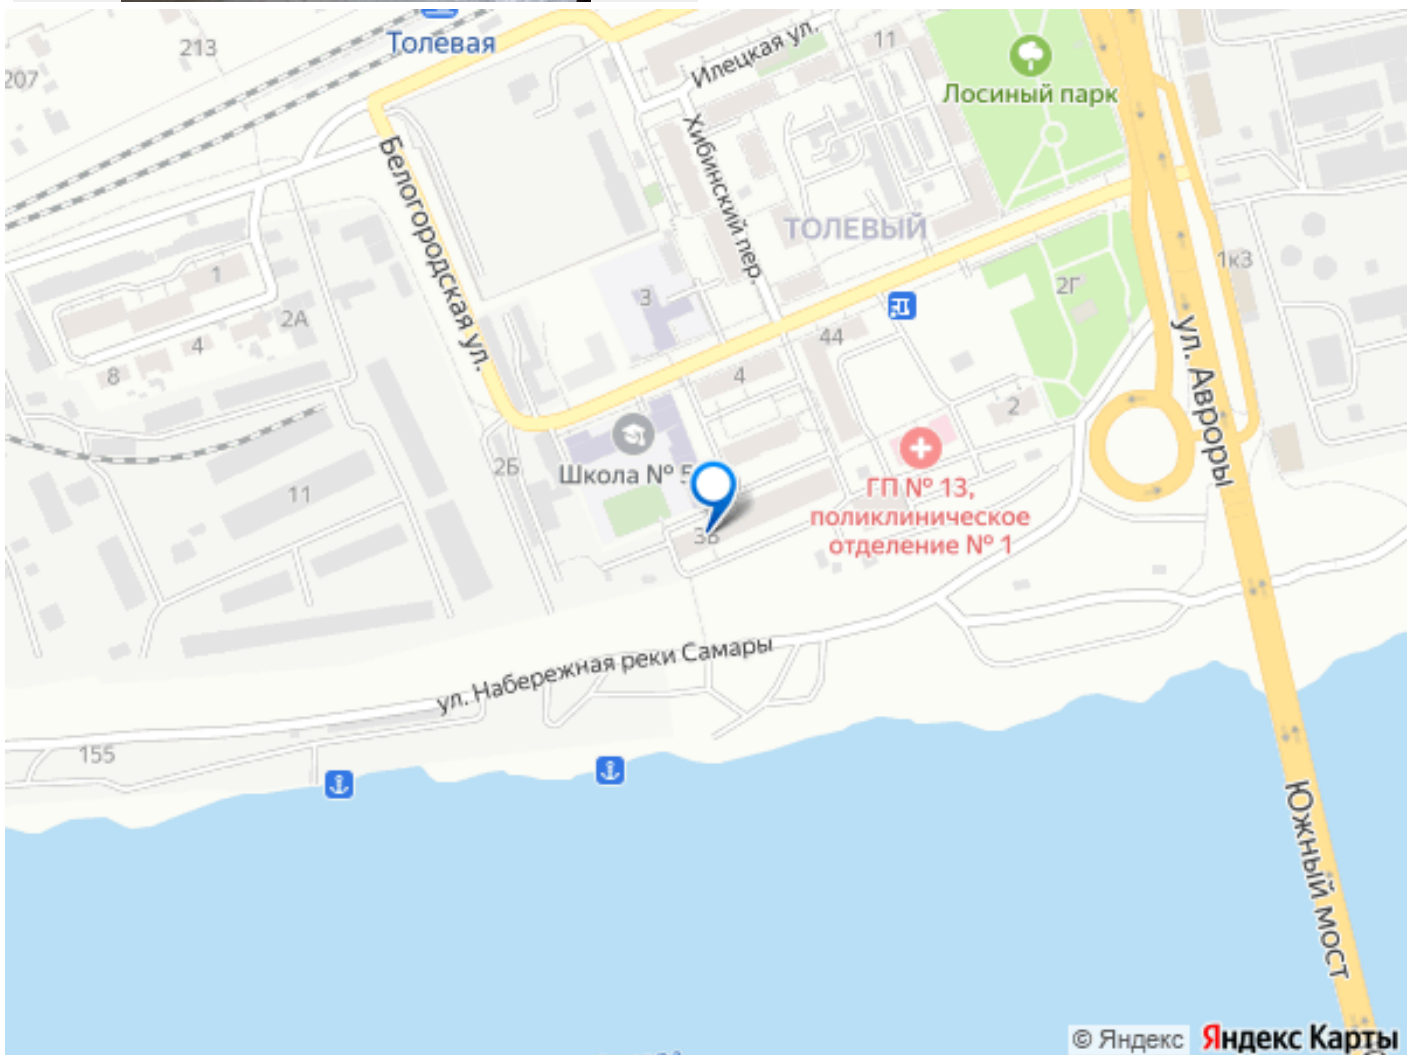 213
Толевая
207
Илецкая ул.
11
Лосиный парк
Хибинский пер.
Белогородская ул.
ТОЛЕВЫЙ
1
3
2Г
1к3
2А
4
8
44
4
ул. Авроры
2
Школа № 5
2Б
11
ГП № 13,
поликлиническое
отделение № 1
3В
ул. Набережная реки Самары
155
Южный мост
© Яндекс Яндекс Карты